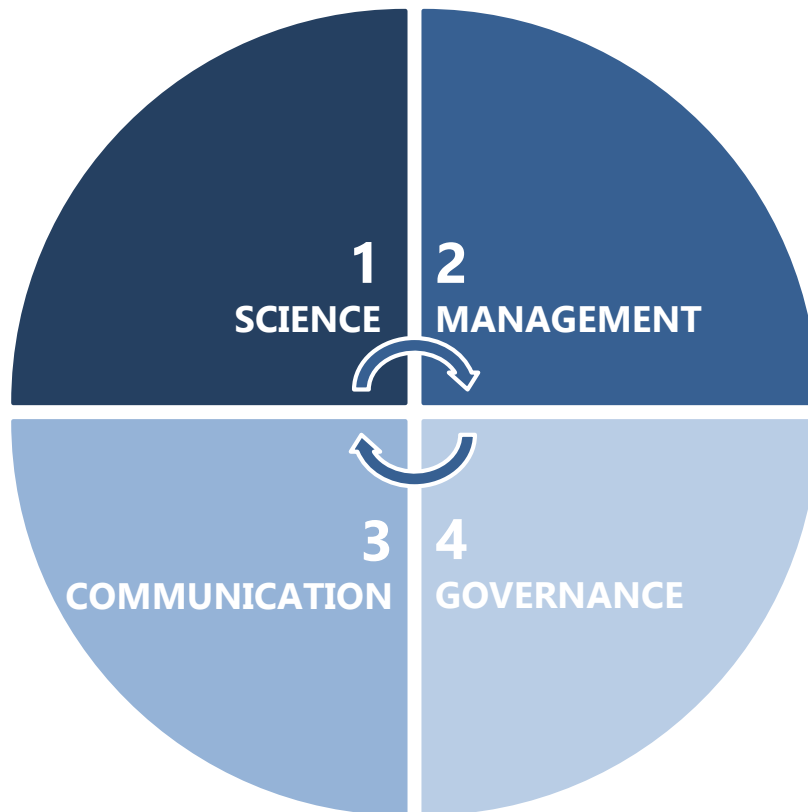 1
SCIENCE
2
MANAGEMENT
3
COMMUNICATION
4
GOVERNANCE